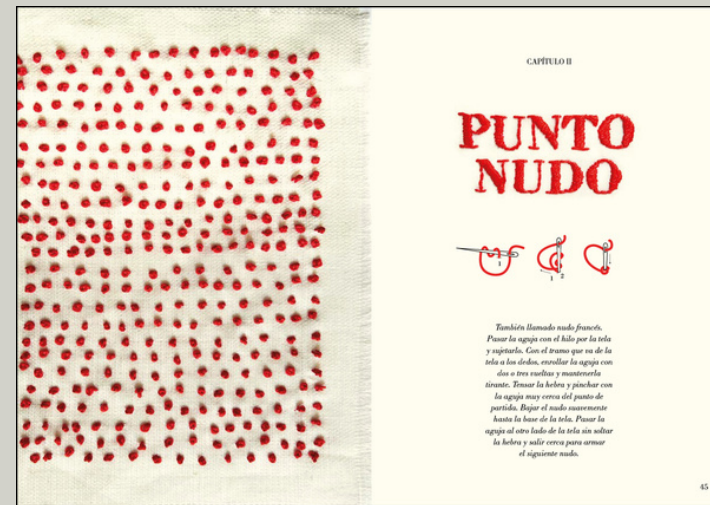 CAPÍTULO II
PUNTO
NUDO
1
1 2
También llamado nudo francés.
Pasar la aguja con el hilo por la tela
y sujetarlo. Con el tramo que va de la
tela a los dedos, enrollar la aguja con
dos o tres vueltas y mantenerla
tirante. Tensar la hebra y pinchar con
la aguja muy cerca del punto de
partida. Bajar el nudo suavemente
hasta la base de la tela. Pasar la
aguja al otro lado de la tela sin soltar
la hebra y salir cerca para armar
el siguiente nudo.
45